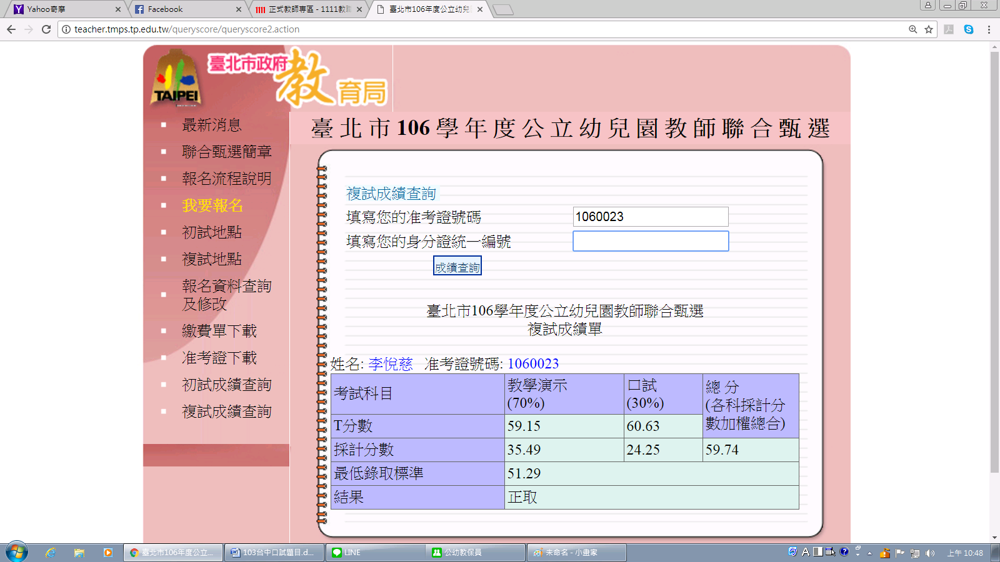 Yahoo奇摩
Facebook
正式教師專區 - 1111教職
臺北市106年度公立幼兒
teacher.tmps.tp.edu.tw/queryscore/queryscore2.action
TAIPEI
臺北市政府
教育局
臺北市106學年度公立幼兒園教師聯合甄選
最新消息
聯合甄選簡章
報名流程說明
我要報名
初試地點
複試地點
報名資料查詢
及修改
繳費單下載
准考證下載
初試成績查詢
複試成績查詢
複試成績查詢
填寫您的准考證號碼 1060023
填寫您的身分證統一編號
成績查詢
臺北市106學年度公立幼兒園教師聯合甄選
複試成績單
姓名: 李悅慈 准考證號碼: 1060023
考試科目
教學演示
(70%)
口試
(30%)
總 分
(各科採計分
數加權總合)
T分數 59.15 60.63
採計分數 35.49 24.25 59.74
最低錄取標準 51.29
結果 正取
臺北市106年度公立...
103台中口試題目.d...
LINE
公幼教保員
未命名 - 小畫家
A
上午 10:48